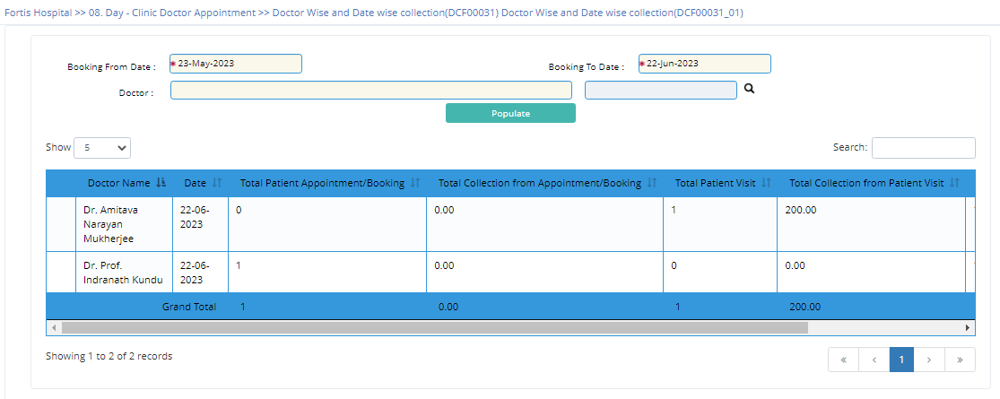 Fortis Hospital >> 08. Day - Clinic Doctor Appointment >> Doctor Wise and Date wise collection(DCF00031) Doctor Wise and Date wise collection(DCF00031_01)
Booking From Date : * 23-May-2023 Booking To Date : * 22-Jun-2023
Doctor :
Populate
Show 5 Search:
Doctor Name Date Total Patient Appointment/Booking Total Collection from Appointment/Booking Total Patient Visit Total Collection from Patient Visit
Dr. Amitava 22-06- 0 0.00 1 200.00
Narayan 2023
Mukherjee
Dr. Prof. 22-06- 1 0.00 0 0.00
Indranath Kundu 2023
Grand Total 1 0.00 1 200.00
Showing 1 to 2 of 2 records
« ‹ 1 › »